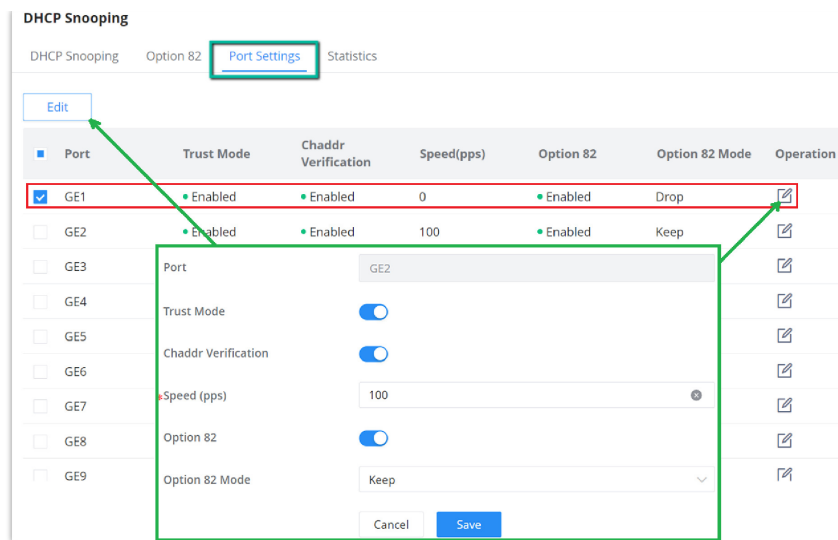 DHCP Snooping
DHCP Snooping Option 82 Port Settings Statistics
Edit
Port Trust Mode Chaddr Verification Speed(pps) Option 82 Option 82 Mode Operation
GE1 Enabled Enabled 0 Enabled Drop
GE2 Enabled Enabled 100 Enabled Keep
GE3
GE4
GE5
GE6
GE7
GE8
GE9
Port GE2
Trust Mode
Chaddr Verification
*Speed (pps) 100
Option 82
Option 82 Mode Keep
Cancel Save